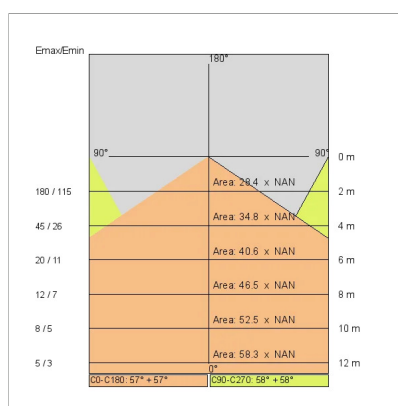 Emax/Emin
180°
90° 90° 0 m
180 / 115 Area: 28.4 x NAN 2 m
45 / 26 Area: 34.8 x NAN 4 m
20 / 11 Area: 40.6 x NAN 6 m
12 / 7 Area: 46.5 x NAN 8 m
8 / 5 Area: 52.5 x NAN 10 m
5 / 3 Area: 58.3 x NAN 12 m
0°
C0-C180: 57° + 57° C90-C270: 58° + 58°